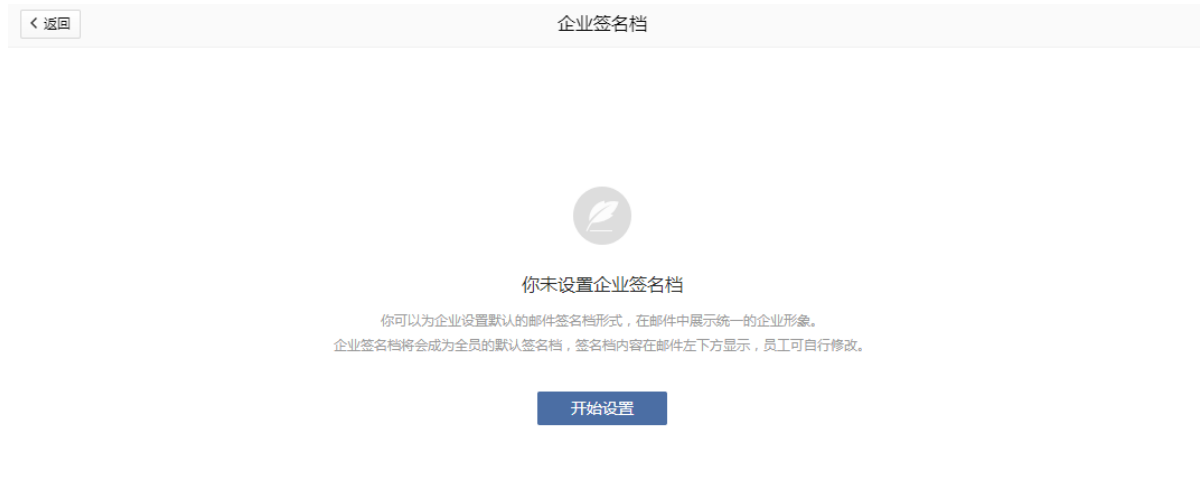 返回
企业签名档
你未设置企业签名档
你可以为企业设置默认的邮件签名档形式，在邮件中展示统一的企业形象。
企业签名档将会成为全员的默认签名档，签名档内容在邮件左下方显示，员工可自行修改。
开始设置